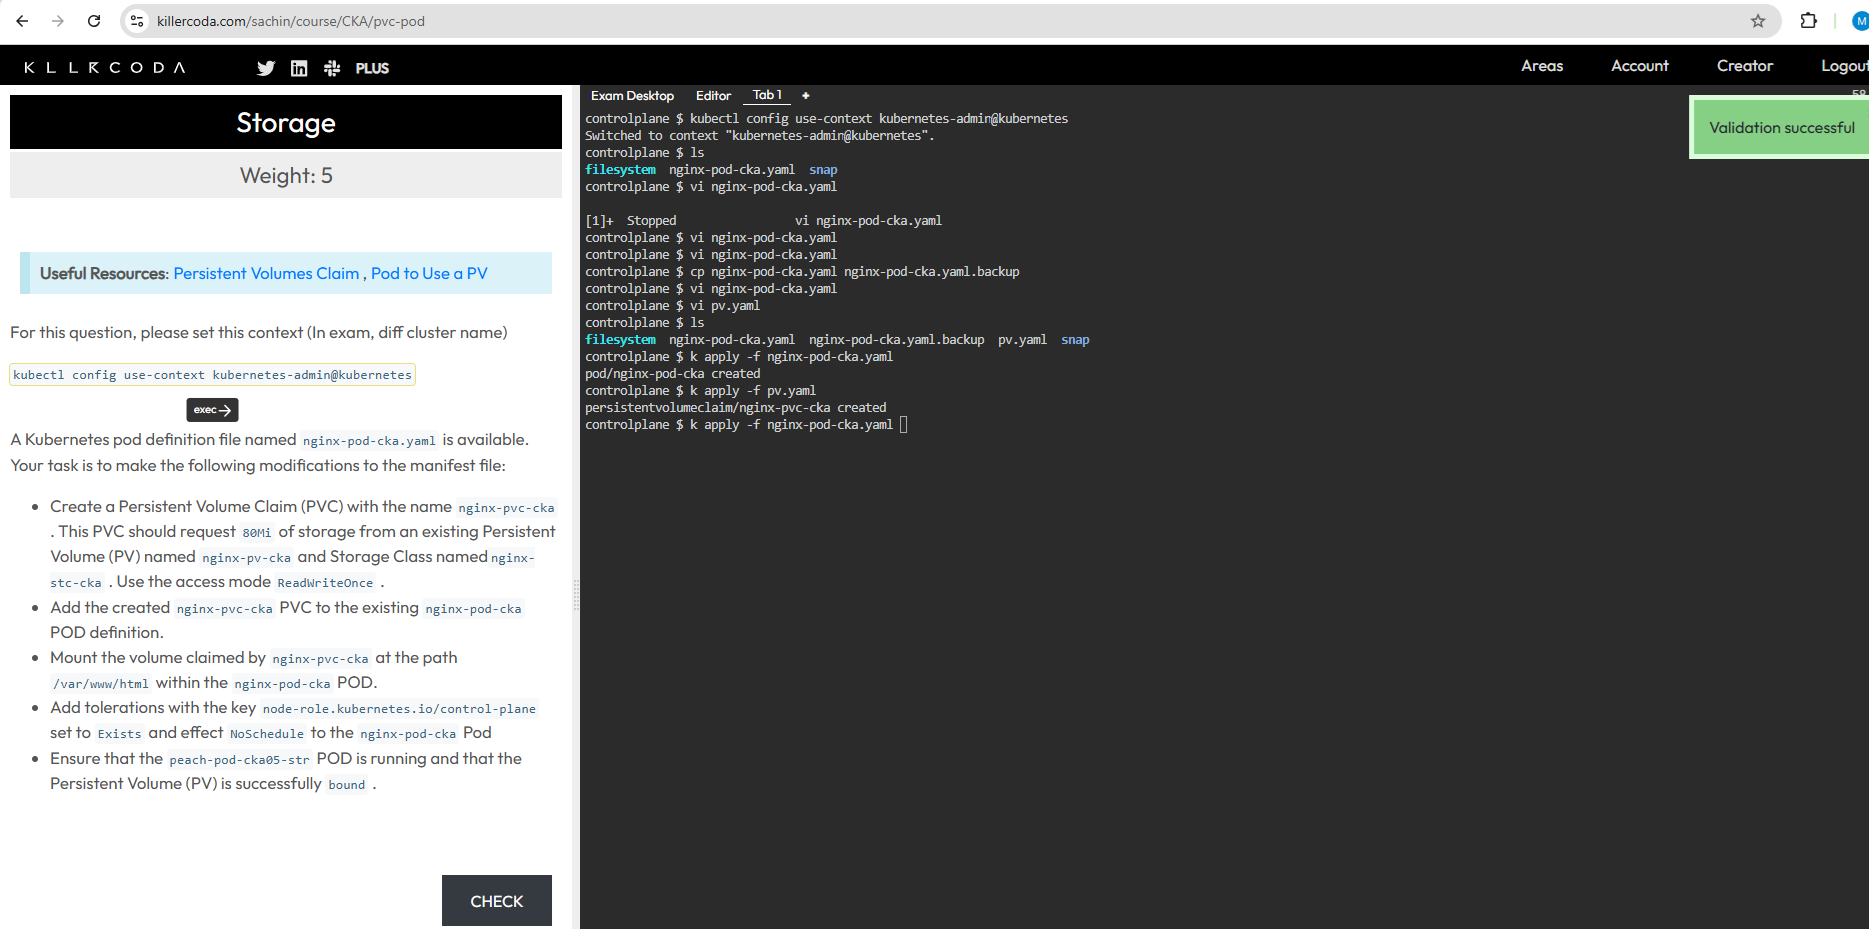 killercoda.com/sachin/course/CKA/pvc-pod
M
KILLERCODA
PLUS
Areas
Account
Creator
Logout
Storage
Weight: 5
Useful Resources: Persistent Volumes Claim , Pod to Use a PV
For this question, please set this context (In exam, diff cluster name)
kubectl config use-context kubernetes-admin@kubernetes
exec
A Kubernetes pod definition file named nginx-pod-cka.yaml is available.
Your task is to make the following modifications to the manifest file:
Create a Persistent Volume Claim (PVC) with the name nginx-pvc-cka
. This PVC should request 80Mi of storage from an existing Persistent
Volume (PV) named nginx-pv-cka and Storage Class named nginx-
stc-cka . Use the access mode ReadWriteOnce .
Add the created nginx-pvc-cka PVC to the existing nginx-pod-cka
POD definition.
Mount the volume claimed by nginx-pvc-cka at the path
/var/www/html within the nginx-pod-cka POD.
Add tolerations with the key node-role.kubernetes.io/control-plane
set to Exists and effect NoSchedule to the nginx-pod-cka Pod
Ensure that the peach-pod-cka05-str POD is running and that the
Persistent Volume (PV) is successfully bound .
CHECK
Exam Desktop Editor Tab 1 +
controlplane $ kubectl config use-context kubernetes-admin@kubernetes
Switched to context "kubernetes-admin@kubernetes".
controlplane $ ls
filesystem nginx-pod-cka.yaml snap
controlplane $ vi nginx-pod-cka.yaml
[1]+ Stopped vi nginx-pod-cka.yaml
controlplane $ vi nginx-pod-cka.yaml
controlplane $ vi nginx-pod-cka.yaml
controlplane $ cp nginx-pod-cka.yaml nginx-pod-cka.yaml.backup
controlplane $ vi nginx-pod-cka.yaml
controlplane $ vi pv.yaml
controlplane $ ls
filesystem nginx-pod-cka.yaml nginx-pod-cka.yaml.backup pv.yaml snap
controlplane $ k apply -f nginx-pod-cka.yaml
pod/nginx-pod-cka created
controlplane $ k apply -f pv.yaml
persistentvolumeclaim/nginx-pvc-cka created
controlplane $ k apply -f nginx-pod-cka.yaml
Validation successful